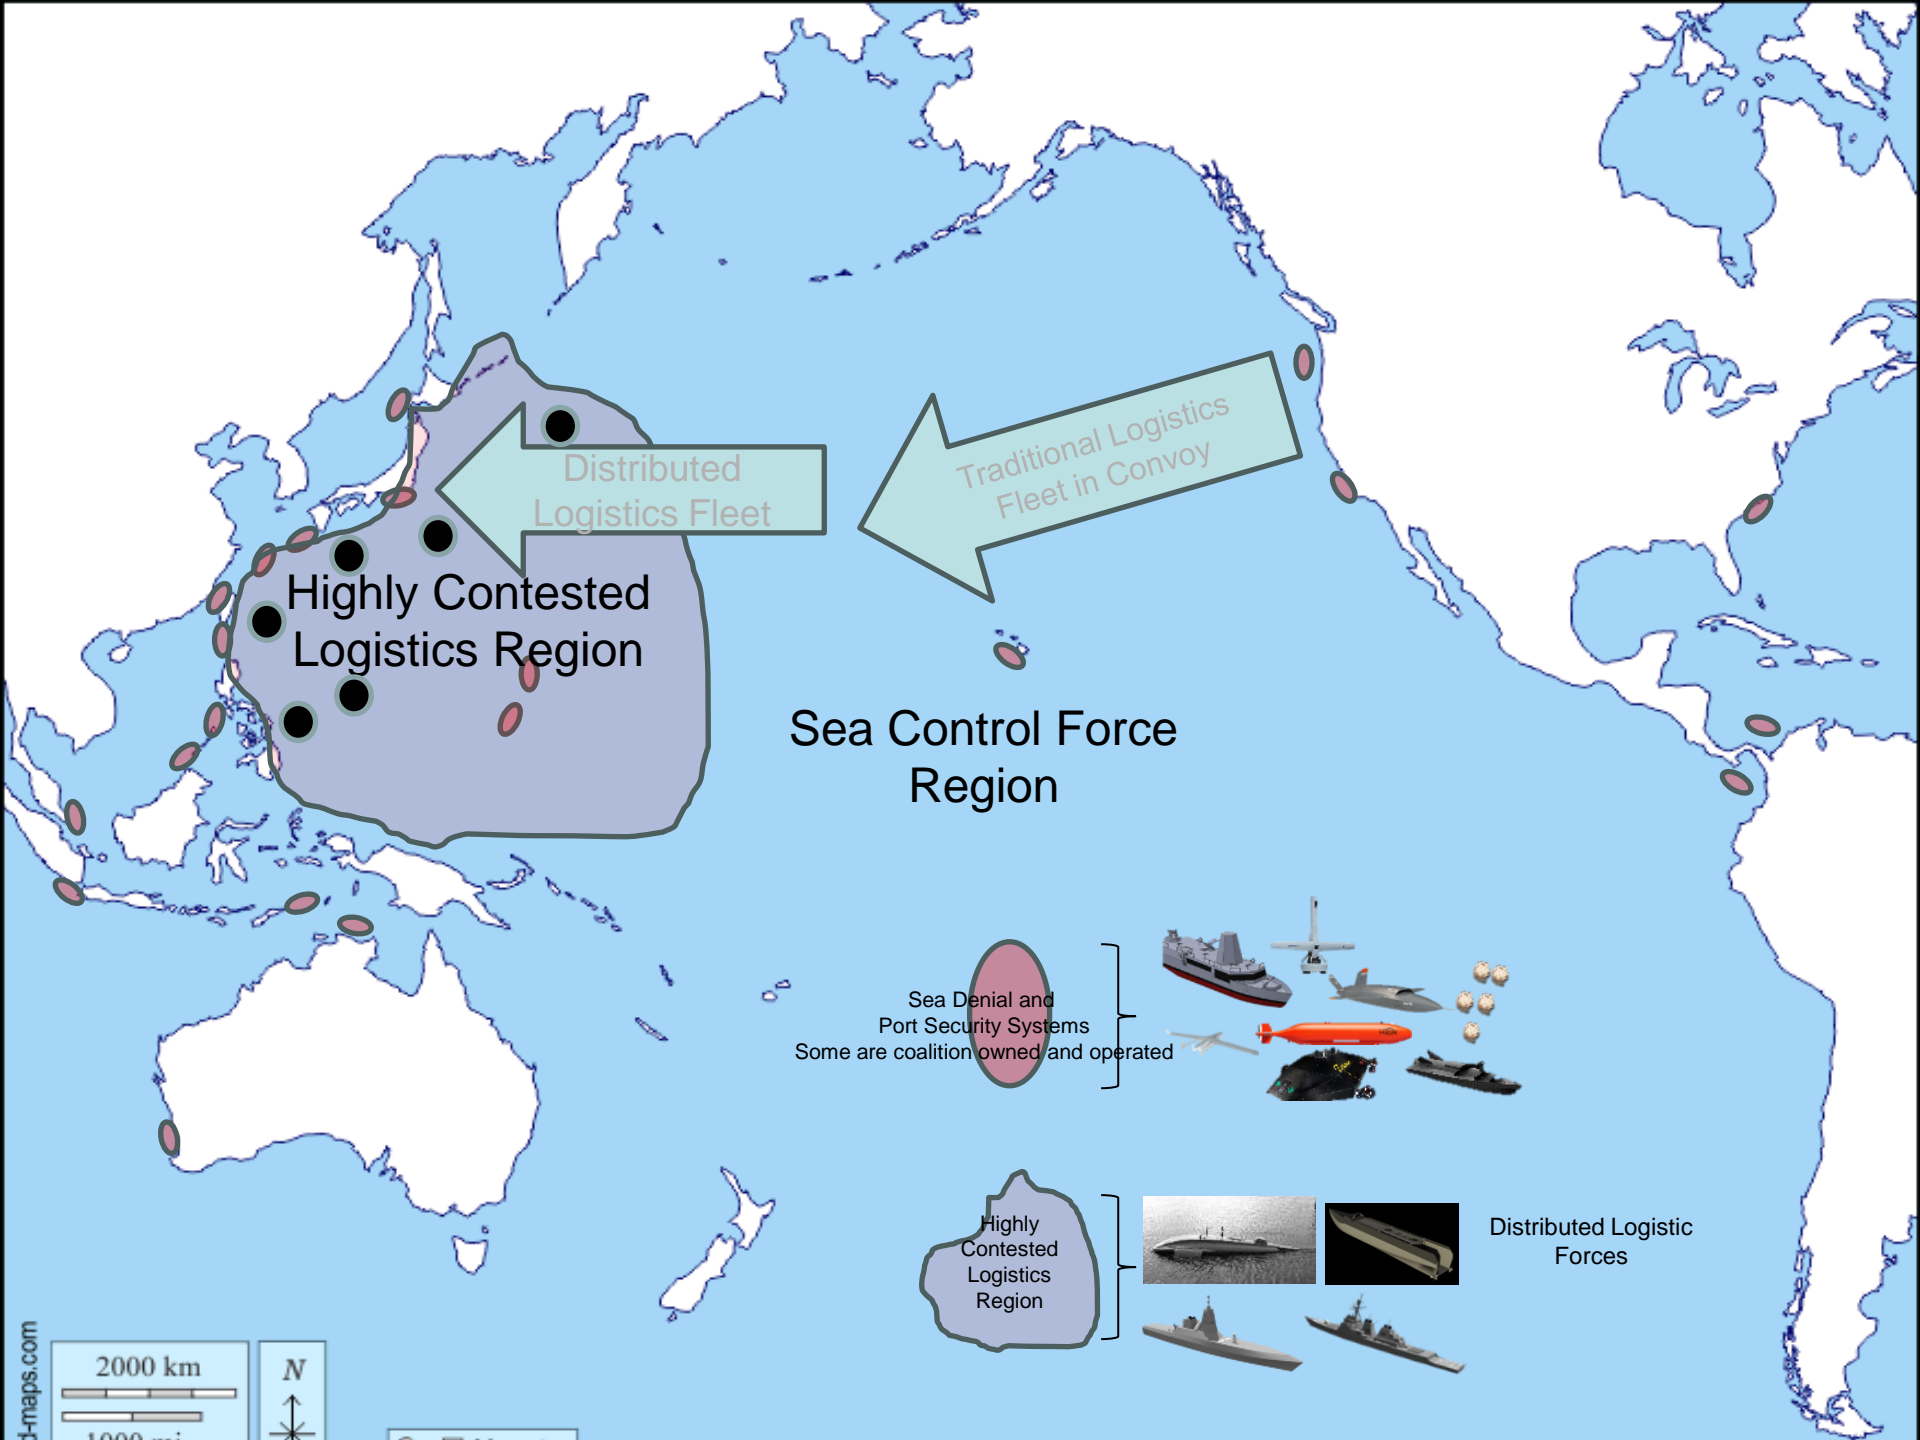 Traditional Logistics
Fleet in Convoy
Distributed
Logistics Fleet
Highly Contested
Logistics Region
Sea Control Force
Region
Sea Denial and
Port Security Systems
Some are coalition owned and operated
Highly
Contested
Logistics
Region
Distributed Logistic
Forces
d-maps.com
2000 km
N